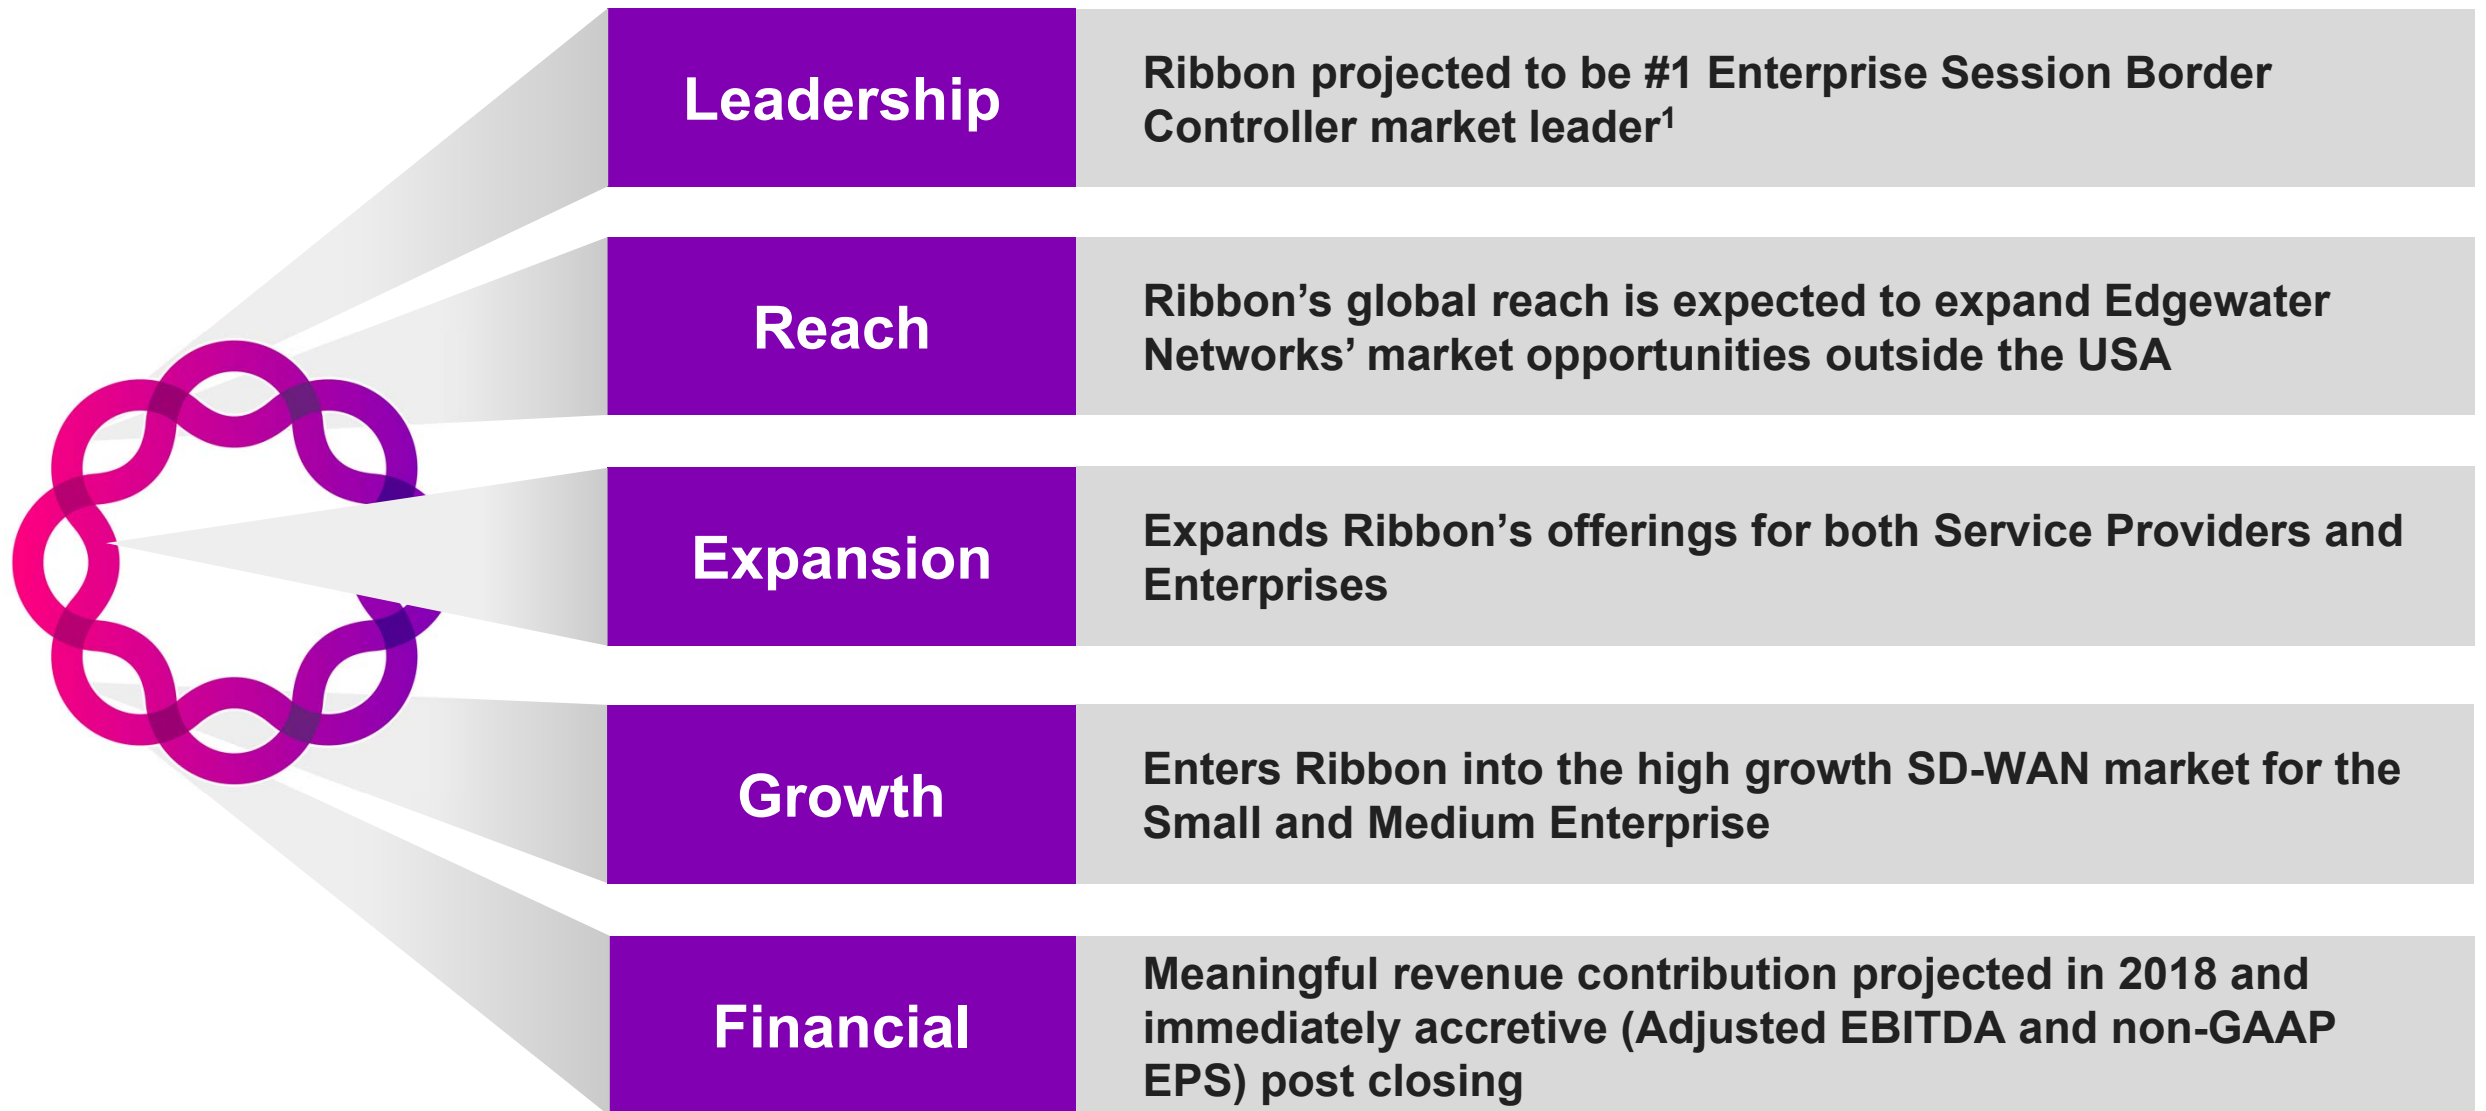 Leadership
Ribbon projected to be #1 Enterprise Session Border
Controller market leader¹
Reach
Ribbon’s global reach is expected to expand Edgewater
Networks’ market opportunities outside the USA
Expansion
Expands Ribbon’s offerings for both Service Providers and
Enterprises
Growth
Enters Ribbon into the high growth SD-WAN market for the
Small and Medium Enterprise
Financial
Meaningful revenue contribution projected in 2018 and
immediately accretive (Adjusted EBITDA and non-GAAP
EPS) post closing